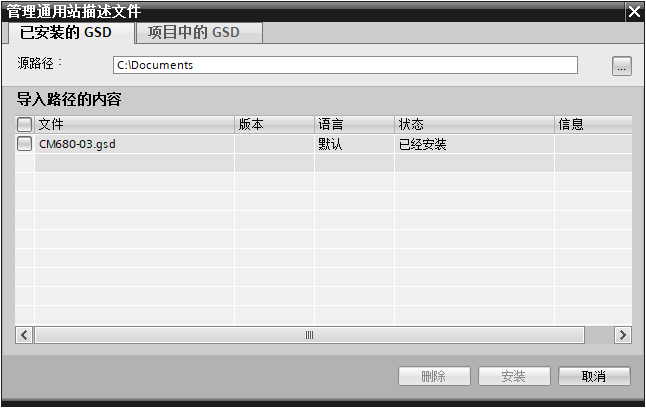 管理通用站描述文件
已安装的 GSD 项目中的 GSD
源路径： C:\Documents ...
导入路径的内容
文件 版本 语言 状态 信息
CM680-03.gsd 默认 已经安装
删除 安装 取消